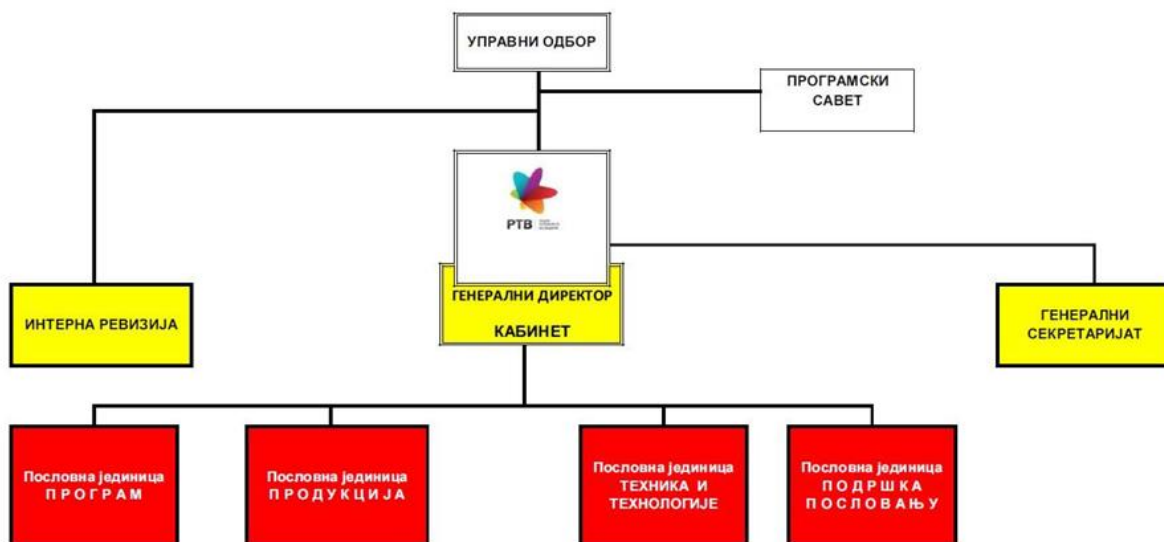 УПРАВНИ ОДБОР
ПРОГРАМСКИ
САВЕТ
РТВ
ГЕНЕРАЛНИ ДИРЕКТОР
КАБИНЕТ
ИНТЕРНА РЕВИЗИЈА
ГЕНЕРАЛНИ
СЕКРЕТАРИЈАТ
Пословна јединица
П Р О Г Р А М
Пословна јединица
П Р О Д У К Ц И Ј А
Пословна јединица
ТЕХНИКА И
ТЕХНОЛОГИЈЕ
Пословна јединица
П О Д Р Ш К А
П О С Л О В А Њ У